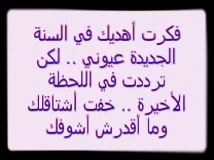 فكرت أهديك في السنة
الجديدة عيوني .. لكن
ترددت في اللحظة
الأخيرة .. خفت أشتاقلك
وما أقدرش أشوفك